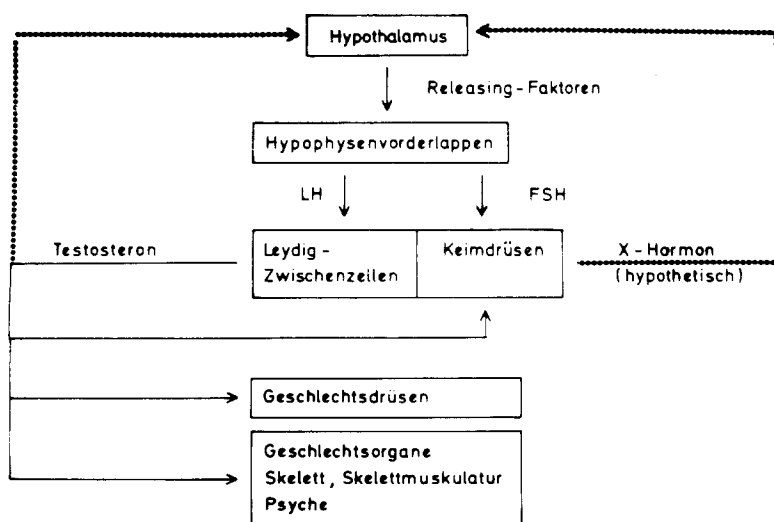 Hypothalamus
Releasing-Faktoren
Hypophysenvorderlappen
LH
FSH
Testosteron
Leydig-
Zwischenzellen
Keimdrüsen
X-Hormon
(hypothetisch)
Geschlechtsdrüsen
Geschlechtsorgane
Skelett, Skelettmuskulatur
Psyche